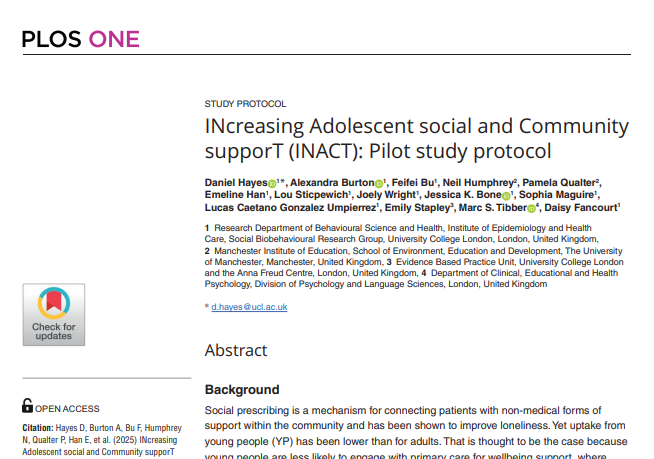 PLOS ONE
STUDY PROTOCOL
INcreasing Adolescent social and Community
supporT (INACT): Pilot study protocol
Daniel Hayes1*, Alexandra Burton1, Feifei Bu1, Neil Humphrey2, Pamela Qualter2,
Emeline Han1, Lou Sticpewich1, Joely Wright1, Jessica K. Bone1, Sophia Maguire1,
Lucas Caetano Gonzalez Umpierrez1, Emily Stapley3, Marc S. Tibber4, Daisy Fancourt1
1 Research Department of Behavioural Science and Health, Institute of Epidemiology and Health
Care, Social Biobehavioural Research Group, University College London, London, United Kingdom,
2 Manchester Institute of Education, School of Environment, Education and Development, The University
of Manchester, Manchester, United Kingdom, 3 Evidence Based Practice Unit, University College London
and the Anna Freud Centre, London, United Kingdom, 4 Department of Clinical, Educational and Health
Psychology, Division of Psychology and Language Sciences, London, United Kingdom
* d.hayes@ucl.ac.uk
Check for
updates
Abstract
Background
Social prescribing is a mechanism for connecting patients with non-medical forms of
support within the community and has been shown to improve loneliness. Yet uptake from
young people (YP) has been lower than for adults. That is thought to be the case because
young people are less likely to engage with primary care for wellbeing support, where
OPEN ACCESS
Citation: Hayes D, Burton A, Bu F, Humphrey
N, Qualter P, Han E, et al. (2025) INcreasing
Adolescent social and Community supporT